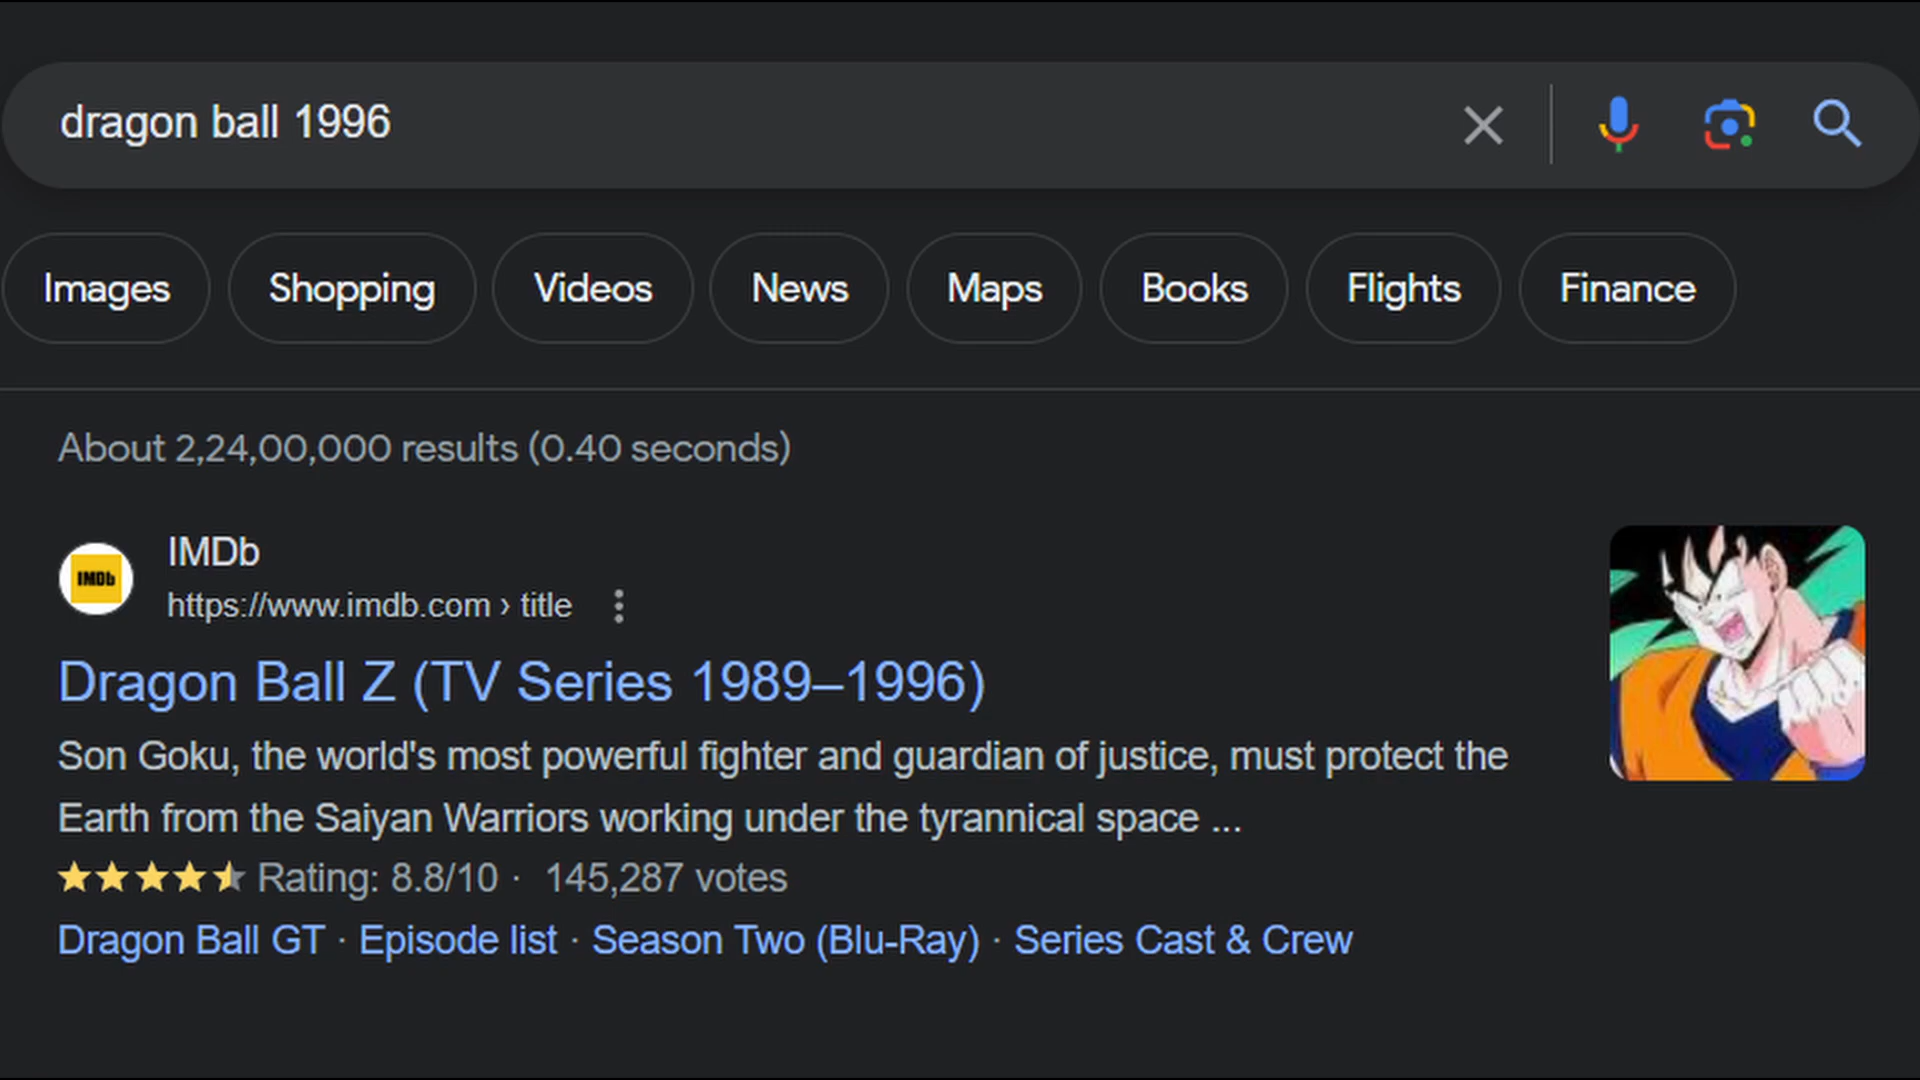 dragon ball 1996
Images Shopping Videos News Maps Books Flights Finance
About 2,24,00,000 results (0.40 seconds)
IMDb
IMDb
https://www.imdb.com › title
Dragon Ball Z (TV Series 1989–1996)
Son Goku, the world's most powerful fighter and guardian of justice, must protect the
Earth from the Saiyan Warriors working under the tyrannical space ...
Rating: 8.8/10 · 145,287 votes
Dragon Ball GT · Episode list · Season Two (Blu-Ray) · Series Cast & Crew